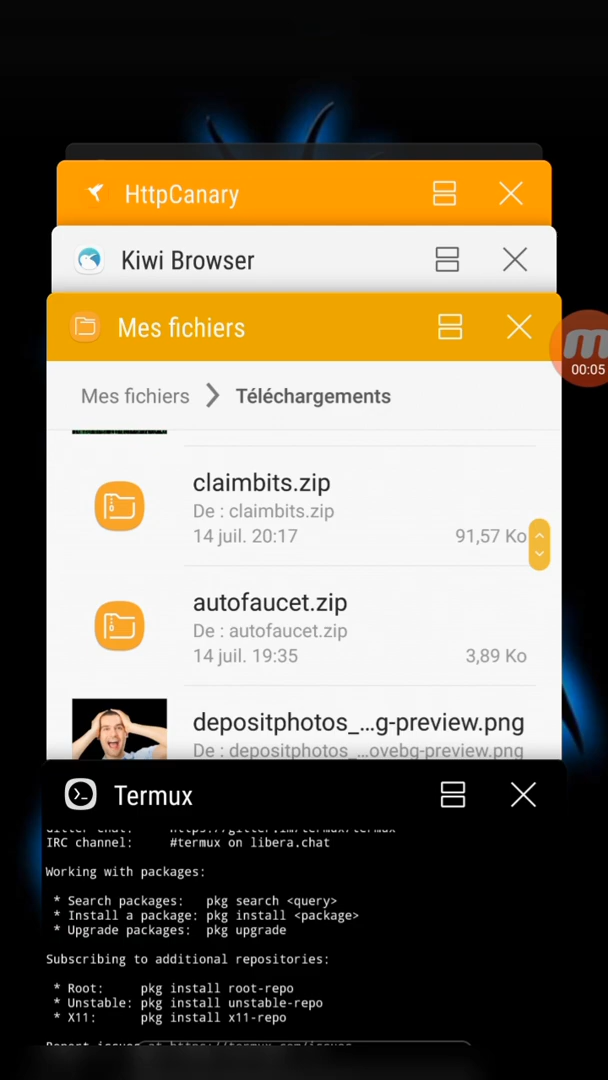 HttpCanary
Kiwi Browser
Mes fichiers
00:05
Mes fichiers > Téléchargements
claimbits.zip
De : claimbits.zip
14 juil. 20:17 91,57 Ko
autofaucet.zip
De : autofaucet.zip
14 juil. 19:35 3,89 Ko
depositphotos_...g-preview.png
De : depositphotos_...ovebg-preview.png
Termux
IRC channel: #termux on libera.chat
Working with packages:
* Search packages: pkg search <query>
* Install a package: pkg install <package>
* Upgrade packages: pkg upgrade
Subscribing to additional repositories:
* Root: pkg install root-repo
* Unstable: pkg install unstable-repo
* X11: pkg install x11-repo